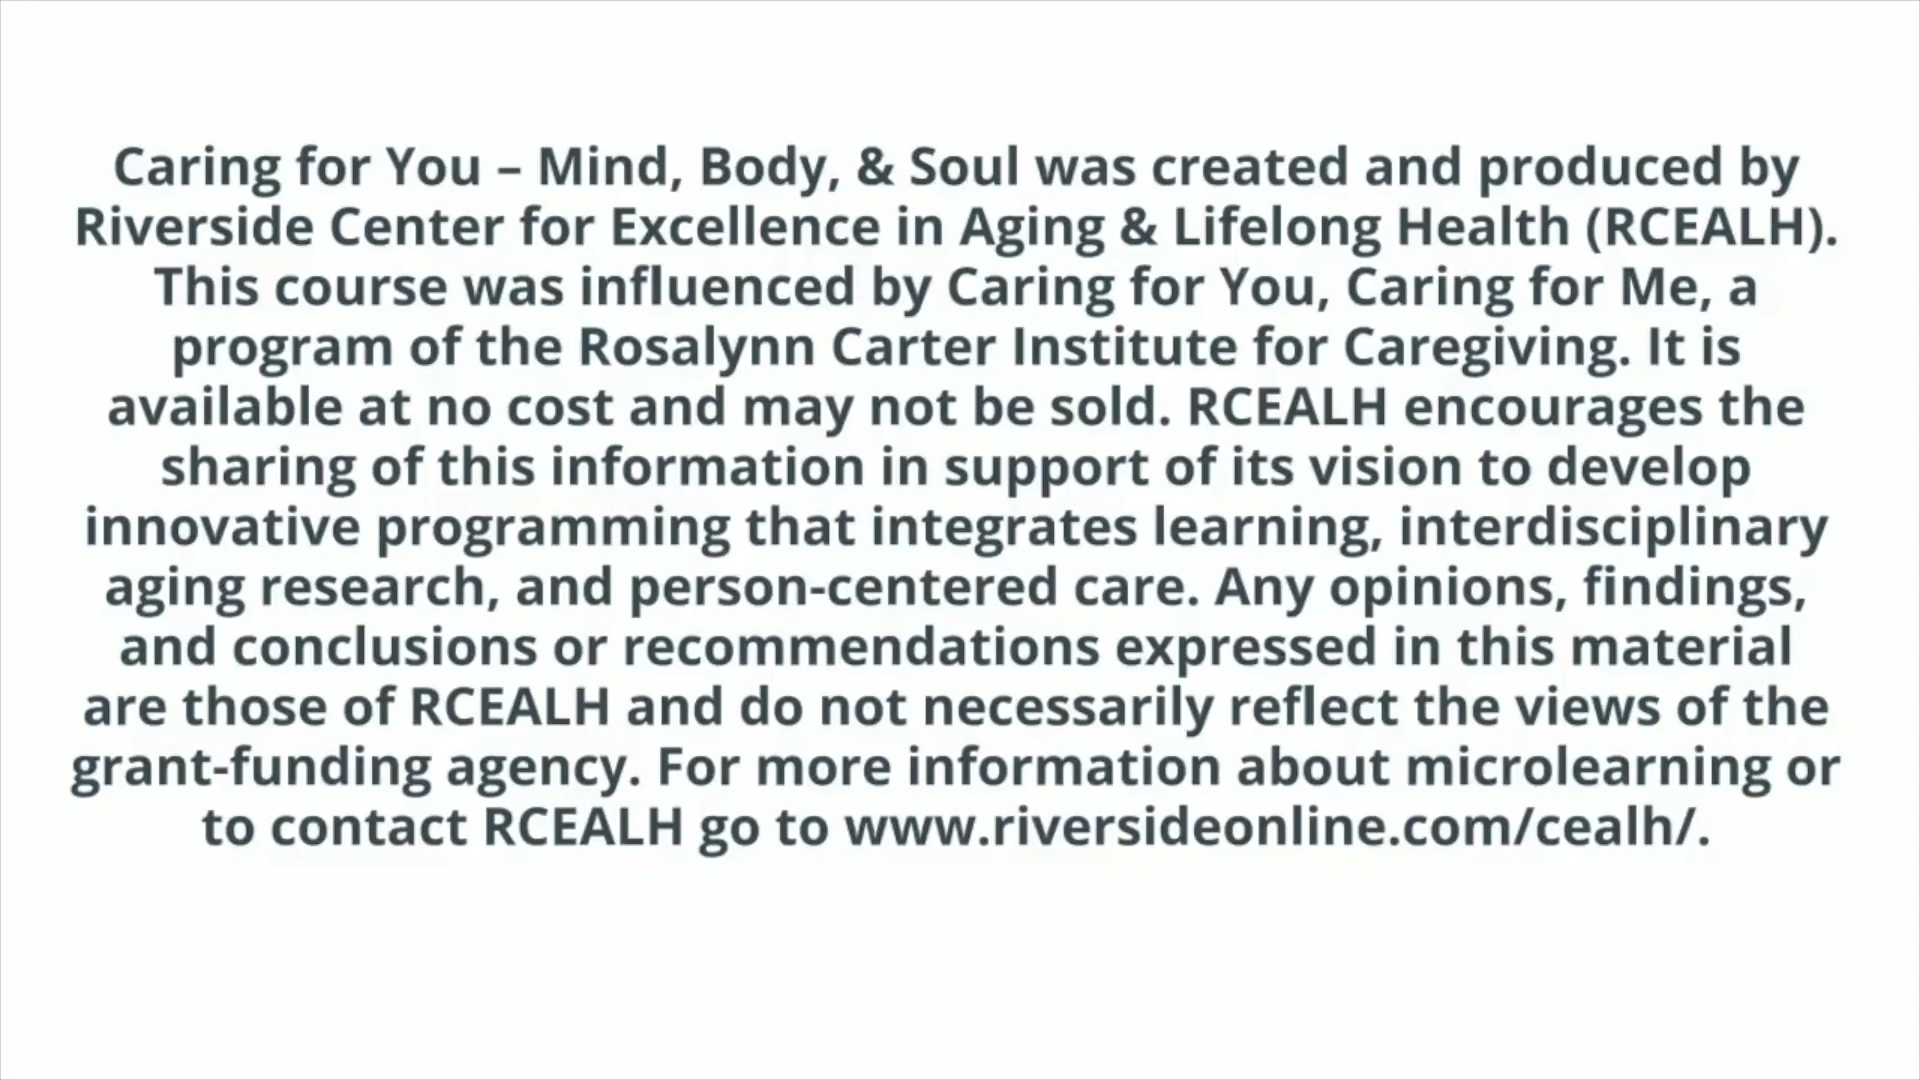 Caring for You – Mind, Body, & Soul was created and produced by
Riverside Center for Excellence in Aging & Lifelong Health (RCEALH).
This course was influenced by Caring for You, Caring for Me, a
program of the Rosalynn Carter Institute for Caregiving. It is
available at no cost and may not be sold. RCEALH encourages the
sharing of this information in support of its vision to develop
innovative programming that integrates learning, interdisciplinary
aging research, and person-centered care. Any opinions, findings,
and conclusions or recommendations expressed in this material
are those of RCEALH and do not necessarily reflect the views of the
grant-funding agency. For more information about microlearning or
to contact RCEALH go to www.riversideonline.com/cealh/.